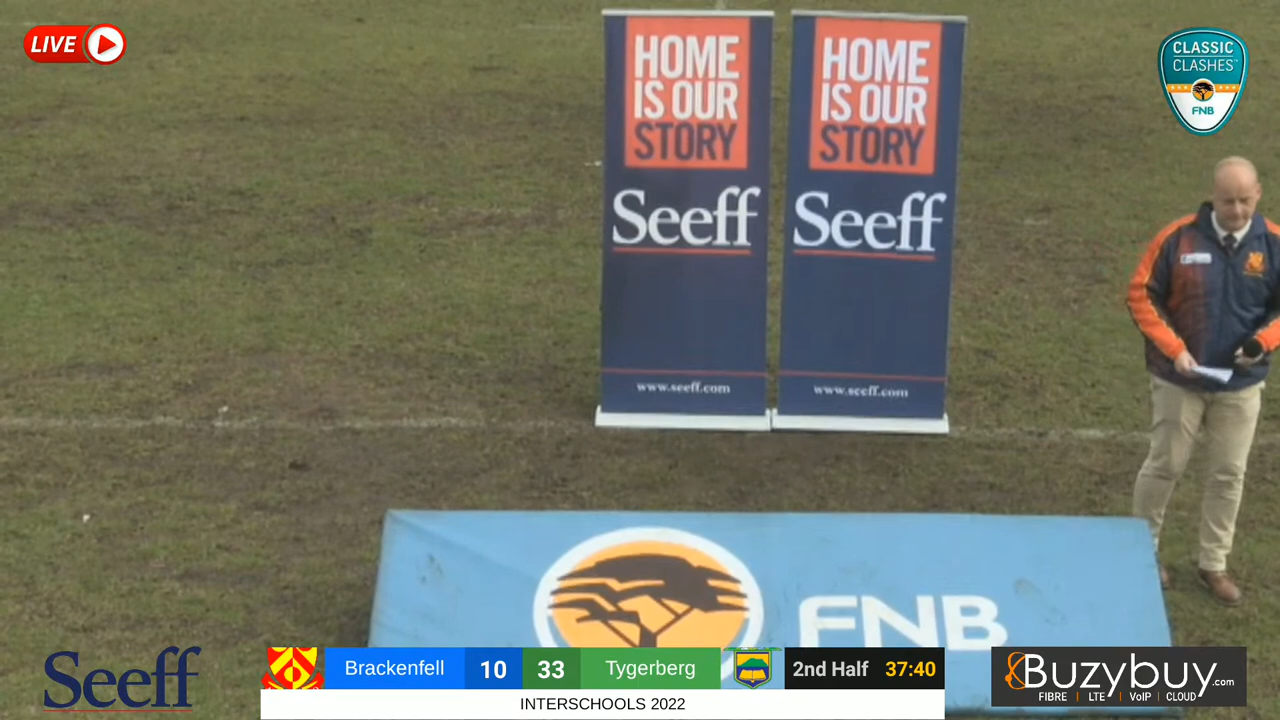 LIVE
CLASSIC
CLASHES™
FNB
HOME
IS OUR
STORY
Seeff
www.seeff.com
HOME
IS OUR
STORY
Seeff
www.seeff.com
FNB
Seeff
Brackenfell 10 33 Tygerberg 2nd Half 37:40
INTERSCHOOLS 2022
Buzybuy.com
FIBRE | LTE | VoIP | CLOUD